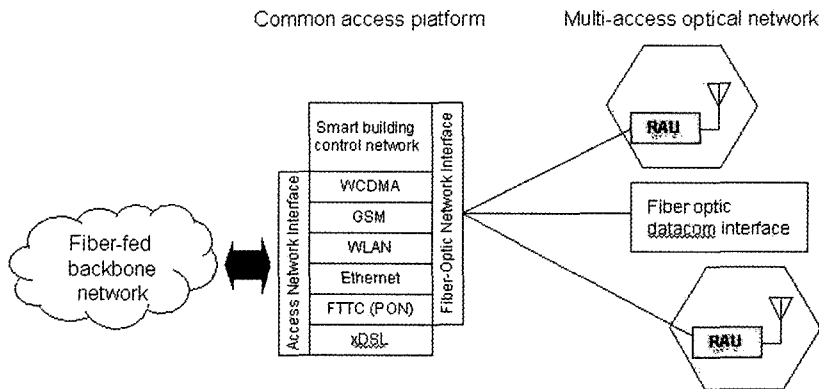 Common access platform
Multi-access optical network
RAU
Smart building
control network
Fiber-Optic Network Interface
Access Network Interface
WCDMA
GSM
WLAN
Ethernet
FTTC (PON)
xDSL
Fiber-fed
backbone
network
Fiber optic
datacom interface
RAU